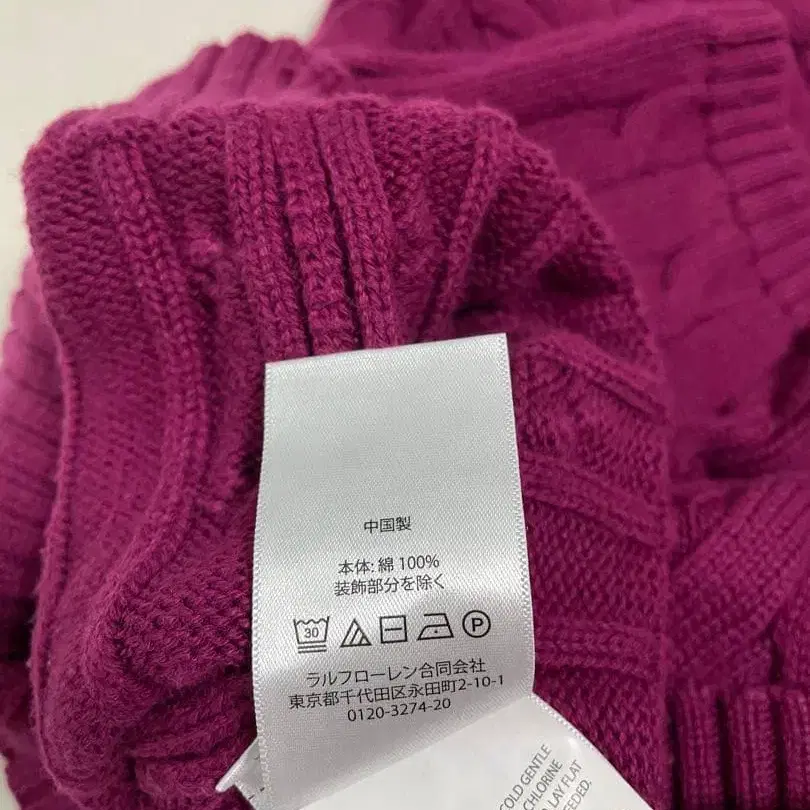 中国製
本体: 綿 100%
装飾部分を除く
30
P
ラルフローレン合同会社
東京都千代田区永田町2-10-1
0120-3274-20
COLD GENTLE
CHLORINE
LAY FLAT